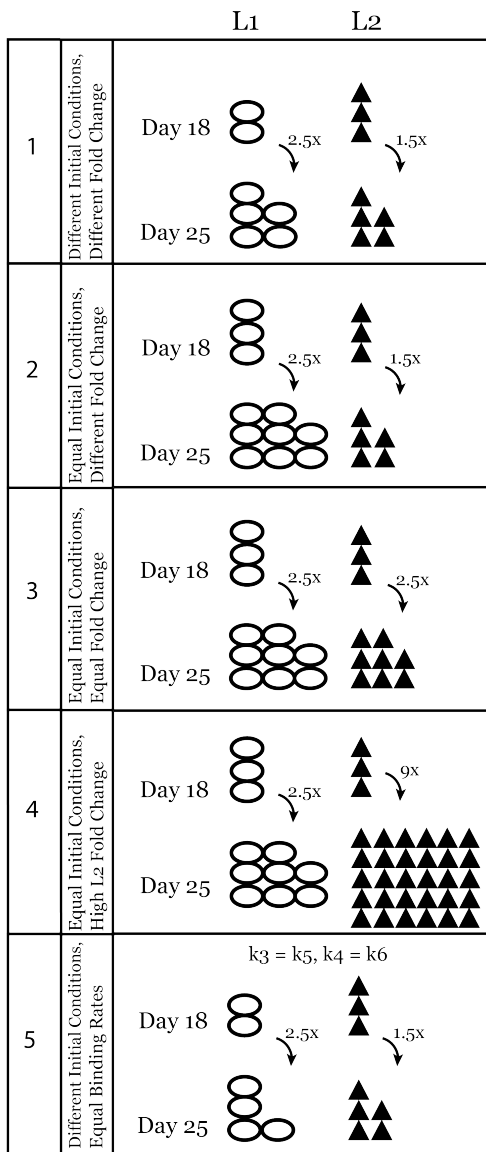 L1 L2
1
Different Initial Conditions,
Different Fold Change
Day 18
2.5x 1.5x
Day 25
2
Equal Initial Conditions,
Different Fold Change
Day 18
2.5x 1.5x
Day 25
3
Equal Initial Conditions,
Equal Fold Change
Day 18
2.5x 2.5x
Day 25
4
Equal Initial Conditions,
High L2 Fold Change
Day 18
2.5x 9x
Day 25
5
Different Initial Conditions,
Equal Binding Rates
k3 = k5, k4 = k6
Day 18
2.5x 1.5x
Day 25